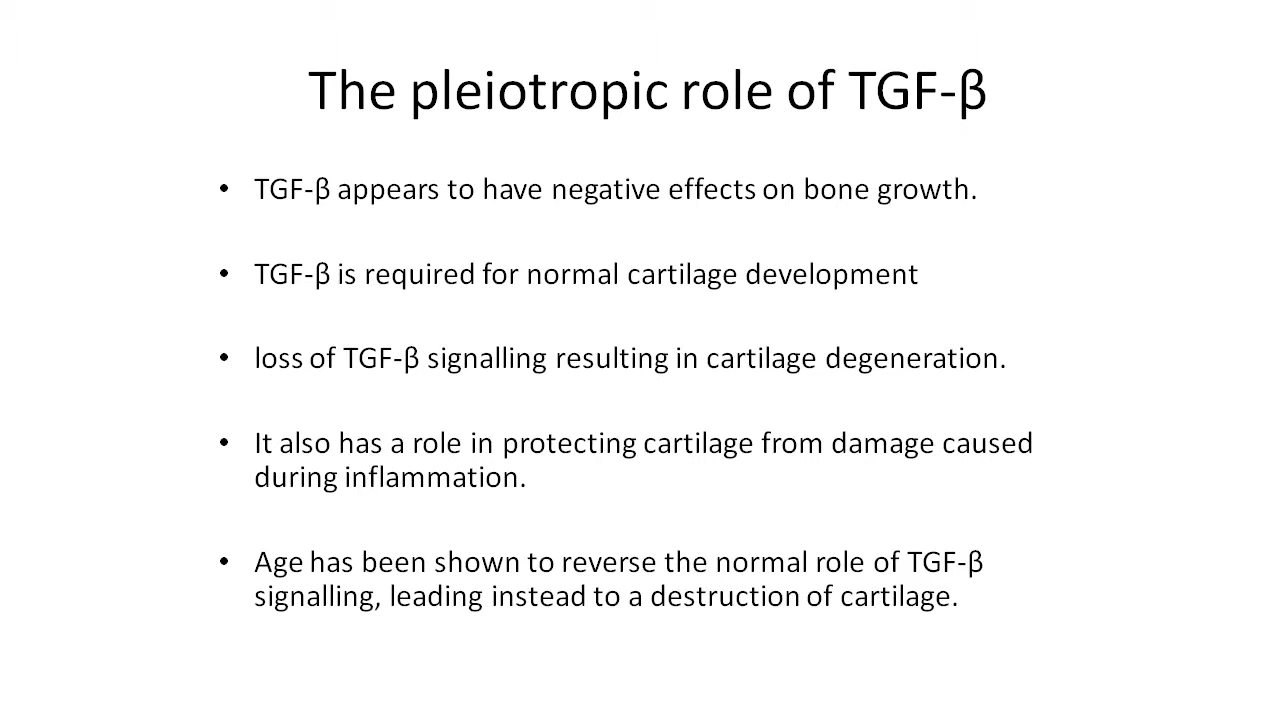 The pleiotropic role of TGF-β
• TGF-β appears to have negative effects on bone growth.
• TGF-β is required for normal cartilage development
• loss of TGF-β signalling resulting in cartilage degeneration.
• It also has a role in protecting cartilage from damage caused
during inflammation.
• Age has been shown to reverse the normal role of TGF-β
signalling, leading instead to a destruction of cartilage.